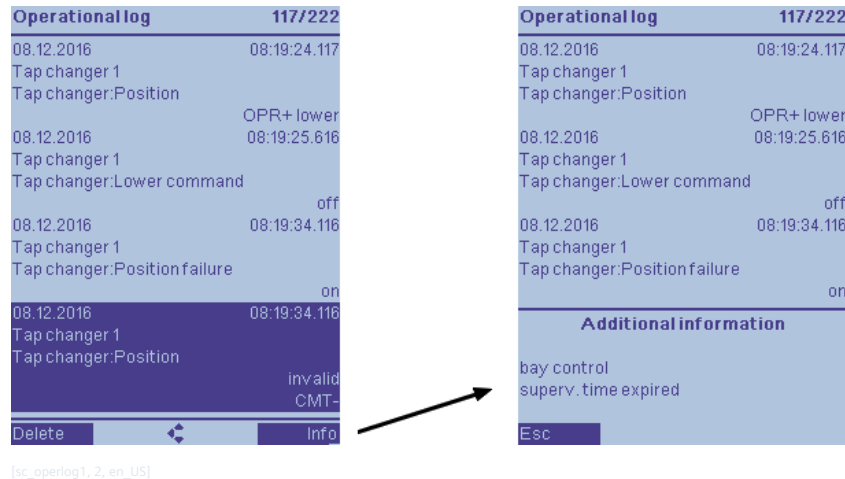 Operational log 117/222
08.12.2016 08:19:24.117
Tap changer 1
Tap changer:Position
OPR+ lower
08.12.2016 08:19:25.616
Tap changer 1
Tap changer:Lower command
off
08.12.2016 08:19:34.116
Tap changer 1
Tap changer:Position failure
on
08.12.2016 08:19:34.116
Tap changer 1
Tap changer:Position
invalid
CMT-
Delete Info
Operational log 117/222
08.12.2016 08:19:24.117
Tap changer 1
Tap changer:Position
OPR+ lower
08.12.2016 08:19:25.616
Tap changer 1
Tap changer:Lower command
off
08.12.2016 08:19:34.116
Tap changer 1
Tap changer:Position failure
on
Additional information
bay control
superv. time expired
Esc
[sc_operlog1, 2, en_US]